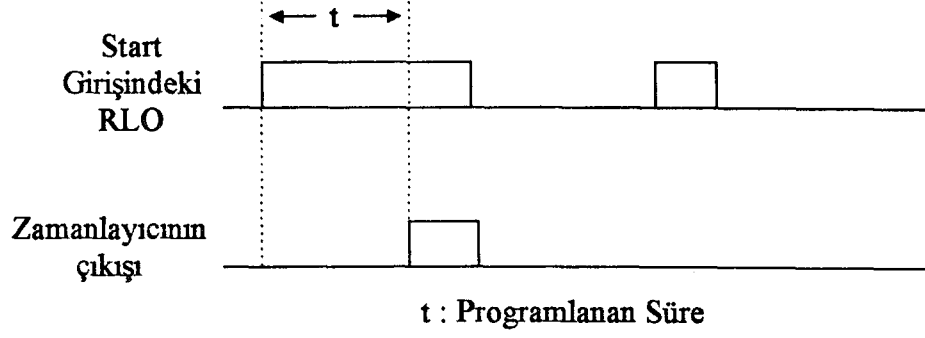 t
Start
Girişindeki
RLO
Zamanlayıcının
çıkışı
t : Programlanan Süre